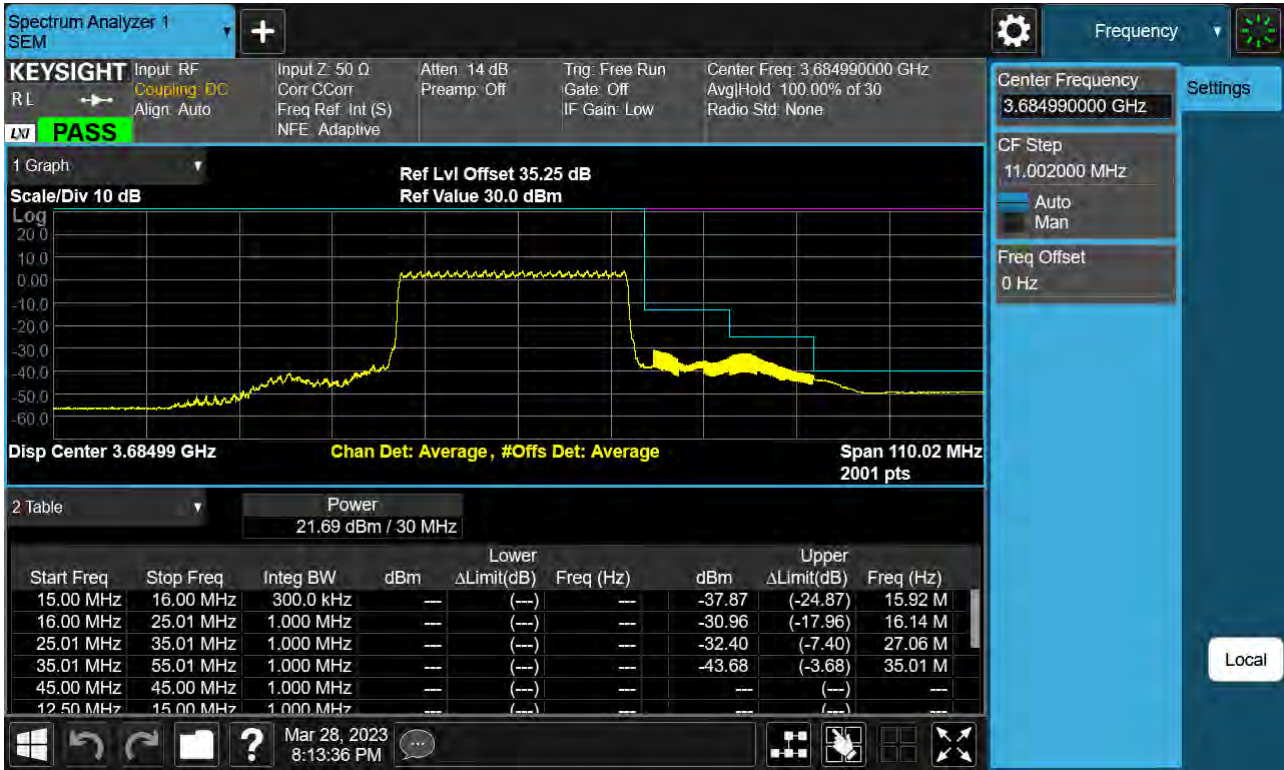 Spectrum Analyzer 1
SEM
Frequency
KEYSIGHT
R L
LXI
PASS
Input: RF
Coupling: DC
Align: Auto
Input Z: 50 Ω
Corr CCorr
Freq Ref: Int (S)
NFE: Adaptive
Atten: 14 dB
Preamp: Off
Trig: Free Run
Gate: Off
IF Gain: Low
Center Freq: 3.684990000 GHz
Avg|Hold: 100.00% of 30
Radio Std: None
Center Frequency
3.684990000 GHz
Settings
CF Step
11.002000 MHz
Auto
Man
Freq Offset
0 Hz
1 Graph
Scale/Div 10 dB
Ref Lvl Offset 35.25 dB
Ref Value 30.0 dBm
Log
20.0
10.0
0.00
-10.0
-20.0
-30.0
-40.0
-50.0
-60.0
Disp Center 3.68499 GHz
Chan Det: Average , #Offs Det: Average
Span 110.02 MHz
2001 pts
2 Table
Power
21.69 dBm / 30 MHz
Lower Upper
Start Freq Stop Freq Integ BW dBm ΔLimit(dB) Freq (Hz) dBm ΔLimit(dB) Freq (Hz)
15.00 MHz 16.00 MHz 300.0 kHz --- (---) --- -37.87 (-24.87) 15.92 M
16.00 MHz 25.01 MHz 1.000 MHz --- (---) --- -30.96 (-17.96) 16.14 M
25.01 MHz 35.01 MHz 1.000 MHz --- (---) --- -32.40 (-7.40) 27.06 M
35.01 MHz 55.01 MHz 1.000 MHz --- (---) --- -43.68 (-3.68) 35.01 M
45.00 MHz 45.00 MHz 1.000 MHz --- (---) --- --- (---) ---
12.50 MHz 15.00 MHz 1.000 MHz --- (---) --- --- (---) ---
Local
Mar 28, 2023
8:13:36 PM